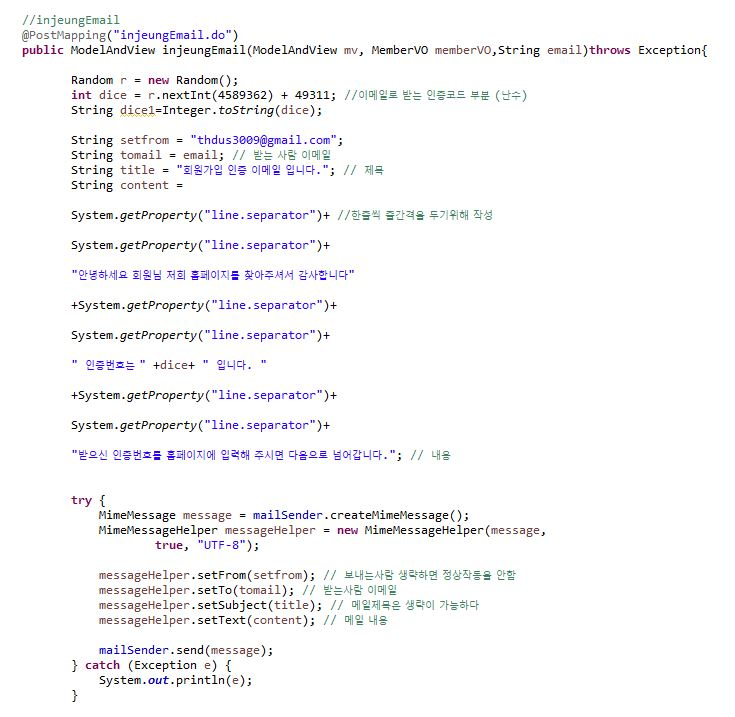 //injeungEmail
@PostMapping("injeungEmail.do")
public ModelAndView injeungEmail(ModelAndView mv, MemberVO memberVO,String email)throws Exception{
Random r = new Random();
int dice = r.nextInt(4589362) + 49311; //이메일로 받는 인증코드 부분 (난수)
String dice1=Integer.toString(dice);
String setfrom = "thdus3009@gmail.com";
String tomail = email; // 받는 사람 이메일
String title = "회원가입 인증 이메일 입니다."; // 제목
String content =
System.getProperty("line.separator")+ //한줄씩 줄간격을 두기위해 작성
System.getProperty("line.separator")+
"안녕하세요 회원님 저희 홈페이지를 찾아주셔서 감사합니다"
+System.getProperty("line.separator")+
System.getProperty("line.separator")+
" 인증번호는 " +dice+ " 입니다. "
+System.getProperty("line.separator")+
System.getProperty("line.separator")+
"받으신 인증번호를 홈페이지에 입력해 주시면 다음으로 넘어갑니다."; // 내용
try {
MimeMessage message = mailSender.createMimeMessage();
MimeMessageHelper messageHelper = new MimeMessageHelper(message,
true, "UTF-8");
messageHelper.setFrom(setfrom); // 보내는사람 생략하면 정상작동을 안함
messageHelper.setTo(tomail); // 받는사람 이메일
messageHelper.setSubject(title); // 메일제목은 생략이 가능하다
messageHelper.setText(content); // 메일 내용
mailSender.send(message);
} catch (Exception e) {
System.out.println(e);
}